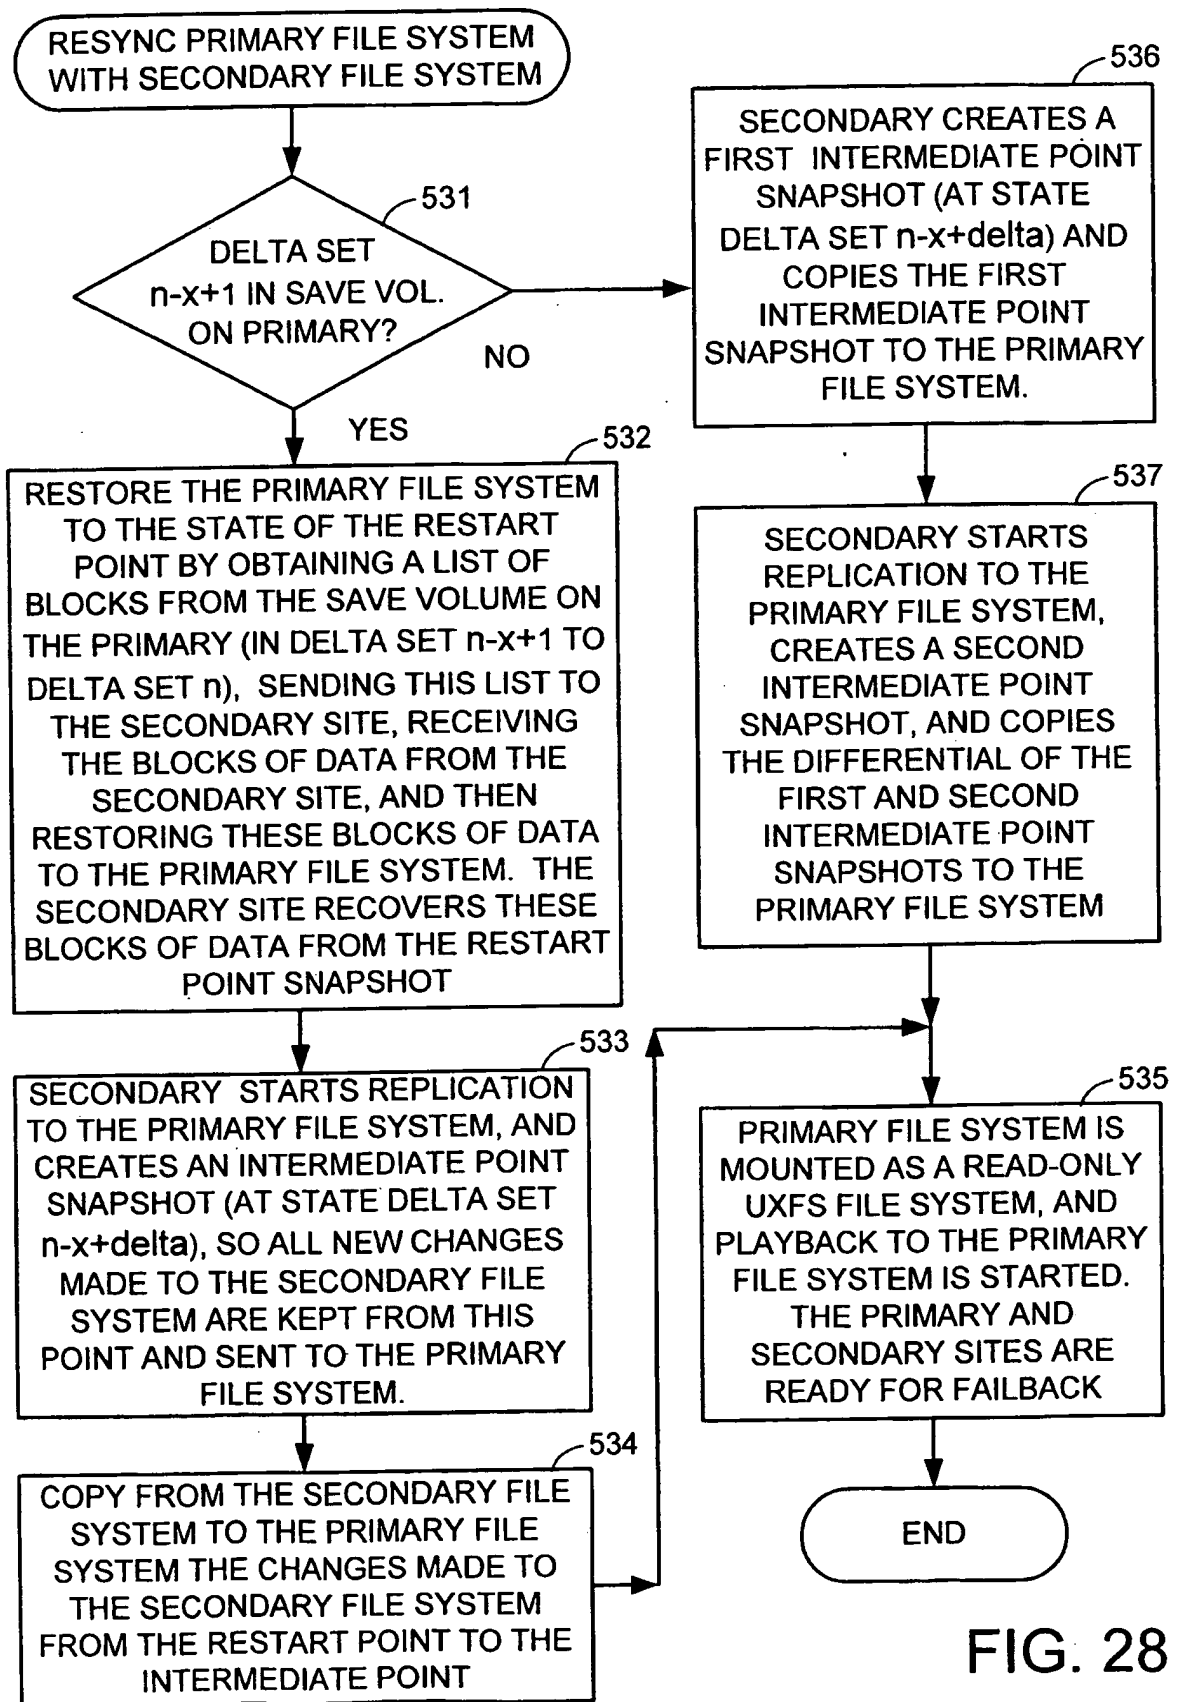 RESYNC PRIMARY FILE SYSTEM
WITH SECONDARY FILE SYSTEM
531
DELTA SET
n-x+1 IN SAVE VOL.
ON PRIMARY?
NO
YES
532
RESTORE THE PRIMARY FILE SYSTEM
TO THE STATE OF THE RESTART
POINT BY OBTAINING A LIST OF
BLOCKS FROM THE SAVE VOLUME ON
THE PRIMARY (IN DELTA SET n-x+1 TO
DELTA SET n), SENDING THIS LIST TO
THE SECONDARY SITE, RECEIVING
THE BLOCKS OF DATA FROM THE
SECONDARY SITE, AND THEN
RESTORING THESE BLOCKS OF DATA
TO THE PRIMARY FILE SYSTEM. THE
SECONDARY SITE RECOVERS THESE
BLOCKS OF DATA FROM THE RESTART
POINT SNAPSHOT
533
SECONDARY STARTS REPLICATION
TO THE PRIMARY FILE SYSTEM, AND
CREATES AN INTERMEDIATE POINT
SNAPSHOT (AT STATE DELTA SET
n-x+delta), SO ALL NEW CHANGES
MADE TO THE SECONDARY FILE
SYSTEM ARE KEPT FROM THIS
POINT AND SENT TO THE PRIMARY
FILE SYSTEM.
534
COPY FROM THE SECONDARY FILE
SYSTEM TO THE PRIMARY FILE
SYSTEM THE CHANGES MADE TO
THE SECONDARY FILE SYSTEM
FROM THE RESTART POINT TO THE
INTERMEDIATE POINT
536
SECONDARY CREATES A
FIRST INTERMEDIATE POINT
SNAPSHOT (AT STATE
DELTA SET n-x+delta) AND
COPIES THE FIRST
INTERMEDIATE POINT
SNAPSHOT TO THE PRIMARY
FILE SYSTEM.
537
SECONDARY STARTS
REPLICATION TO THE
PRIMARY FILE SYSTEM,
CREATES A SECOND
INTERMEDIATE POINT
SNAPSHOT, AND COPIES
THE DIFFERENTIAL OF THE
FIRST AND SECOND
INTERMEDIATE POINT
SNAPSHOTS TO THE
PRIMARY FILE SYSTEM
535
PRIMARY FILE SYSTEM IS
MOUNTED AS A READ-ONLY
UXFS FILE SYSTEM, AND
PLAYBACK TO THE PRIMARY
FILE SYSTEM IS STARTED.
THE PRIMARY AND
SECONDARY SITES ARE
READY FOR FAILBACK
END
FIG. 28